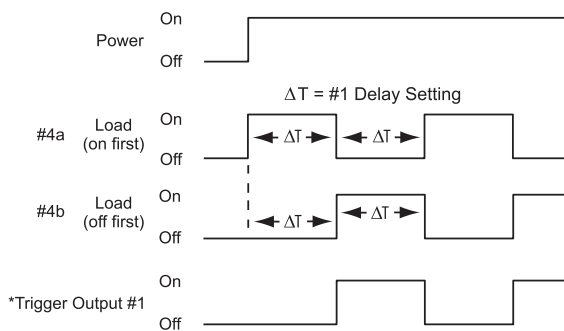 On
Power
Off
ΔT = #1 Delay Setting
On
#4a Load (on first)
ΔT ΔT
Off
On
#4b Load (off first)
ΔT ΔT
Off
On
*Trigger Output #1
Off